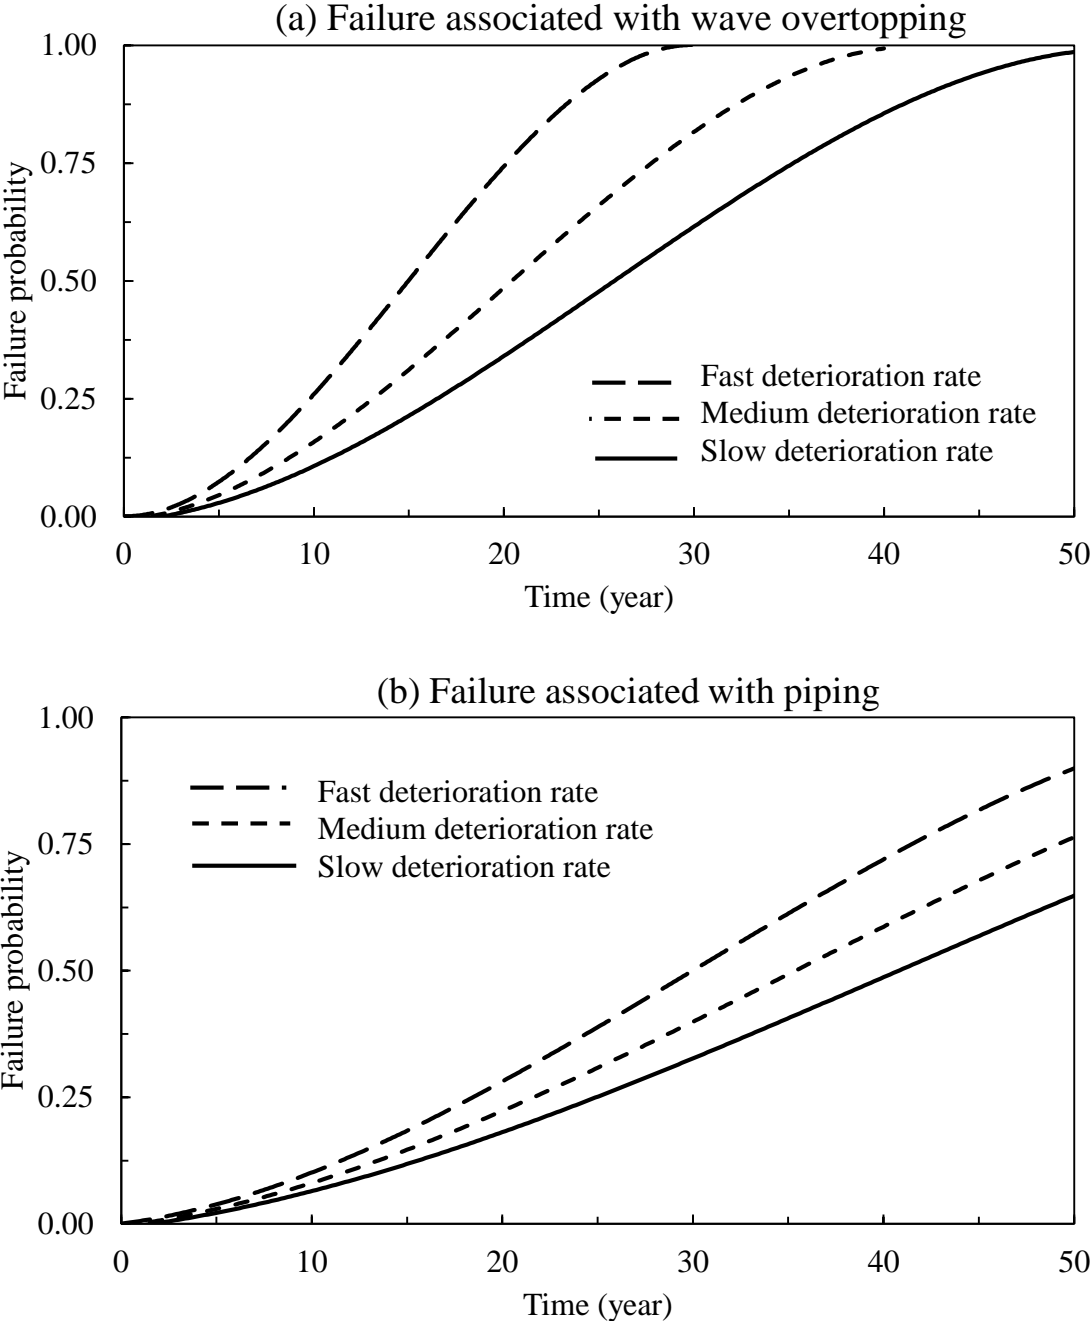 (a) Failure associated with wave overtopping
1.00
0.75
0.50
0.25
0.00
Failure probability
Fast deterioration rate
Medium deterioration rate
Slow deterioration rate
0 10 20 30 40 50
Time (year)
(b) Failure associated with piping
1.00
0.75
0.50
0.25
0.00
Failure probability
Fast deterioration rate
Medium deterioration rate
Slow deterioration rate
0 10 20 30 40 50
Time (year)